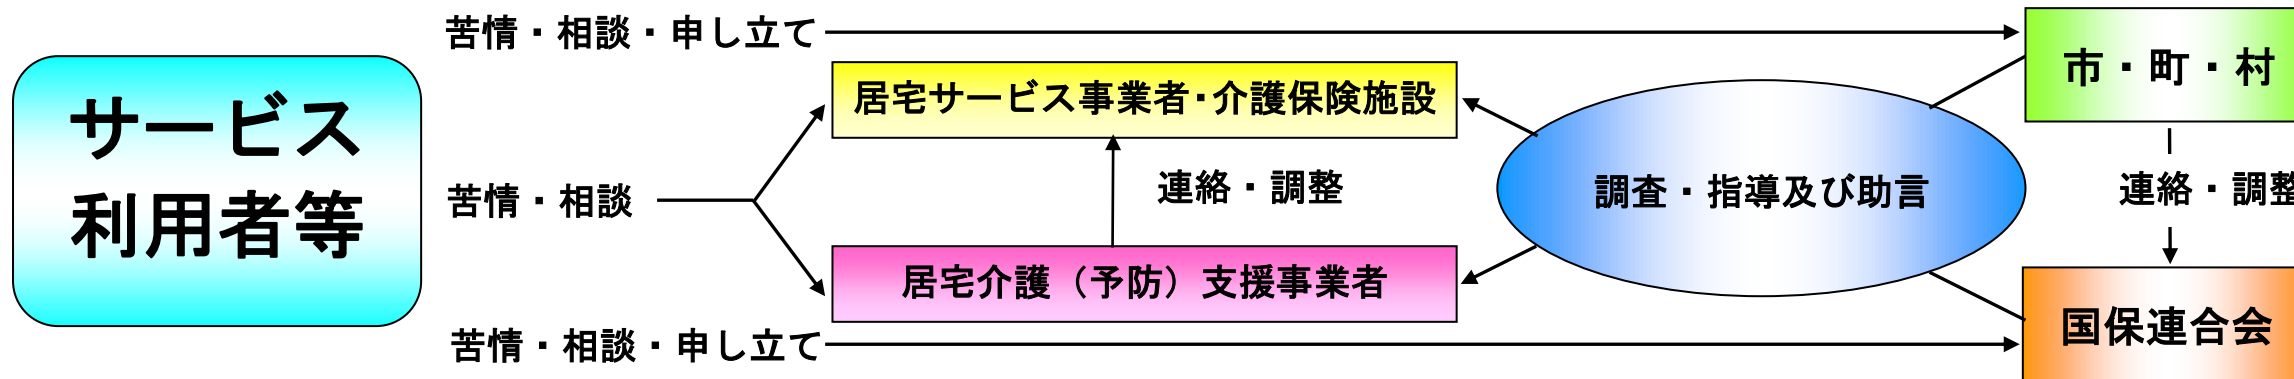 苦情・相談・申し立て
市・町・村
サービス
利用者等
居宅サービス事業者・介護保険施設
苦情・相談
連絡・調整
調査・指導及び助言
連絡・調整
居宅介護（予防）支援事業者
国保連合会
苦情・相談・申し立て